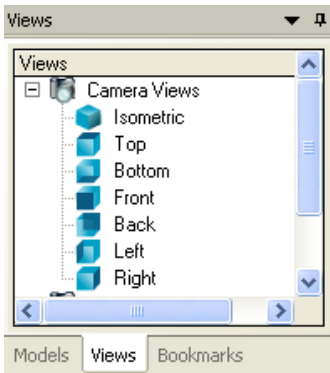 Views
Views
Camera Views
Isometric
Top
Bottom
Front
Back
Left
Right
Models Views Bookmarks